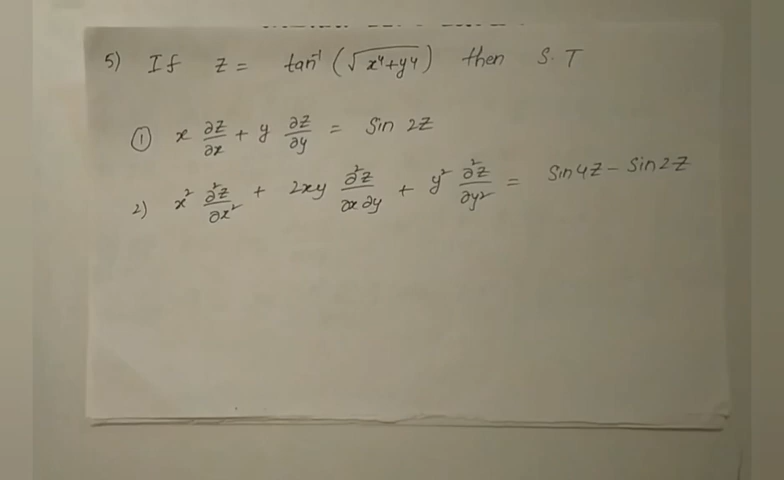 5) If z = tan⁻¹ (√x⁴+y⁴) then S.T
① x ∂z/∂x + y ∂z/∂y = Sin 2z
2) x² ∂²z/∂x² + 2xy ∂²z/∂x ∂y + y² ∂²z/∂y² = Sin4z – Sin2z